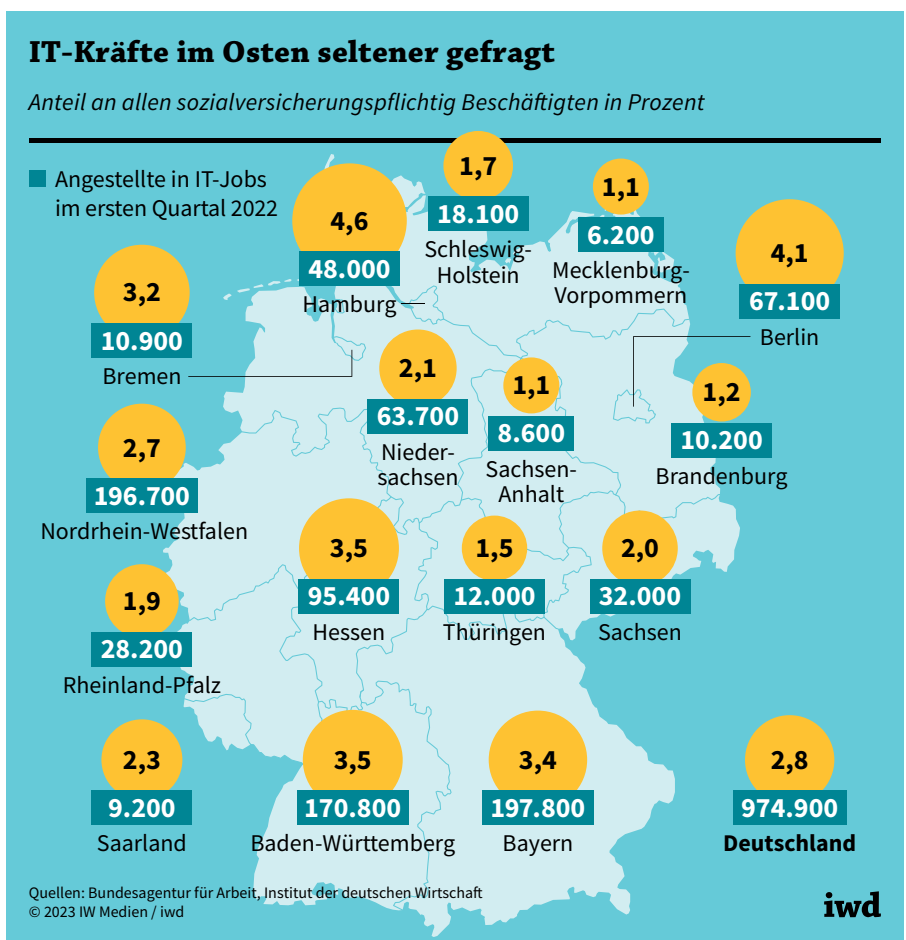 IT-Kräfte im Osten seltener gefragt
Anteil an allen sozialversicherungspflichtig Beschäftigten in Prozent
Angestellte in IT-Jobs
im ersten Quartal 2022
4,6
48.000
Hamburg
1,7
18.100
Schleswig-
Holstein
1,1
6.200
Mecklenburg-
Vorpommern
4,1
67.100
Berlin
3,2
10.900
Bremen
2,1
63.700
Nieder-
sachsen
1,1
8.600
Sachsen-
Anhalt
1,2
10.200
Brandenburg
2,7
196.700
Nordrhein-Westfalen
3,5
95.400
Hessen
1,5
12.000
Thüringen
2,0
32.000
Sachsen
1,9
28.200
Rheinland-Pfalz
2,3
9.200
Saarland
3,5
170.800
Baden-Württemberg
3,4
197.800
Bayern
2,8
974.900
Deutschland
Quellen: Bundesagentur für Arbeit, Institut der deutschen Wirtschaft
© 2023 IW Medien / iwd
iwd